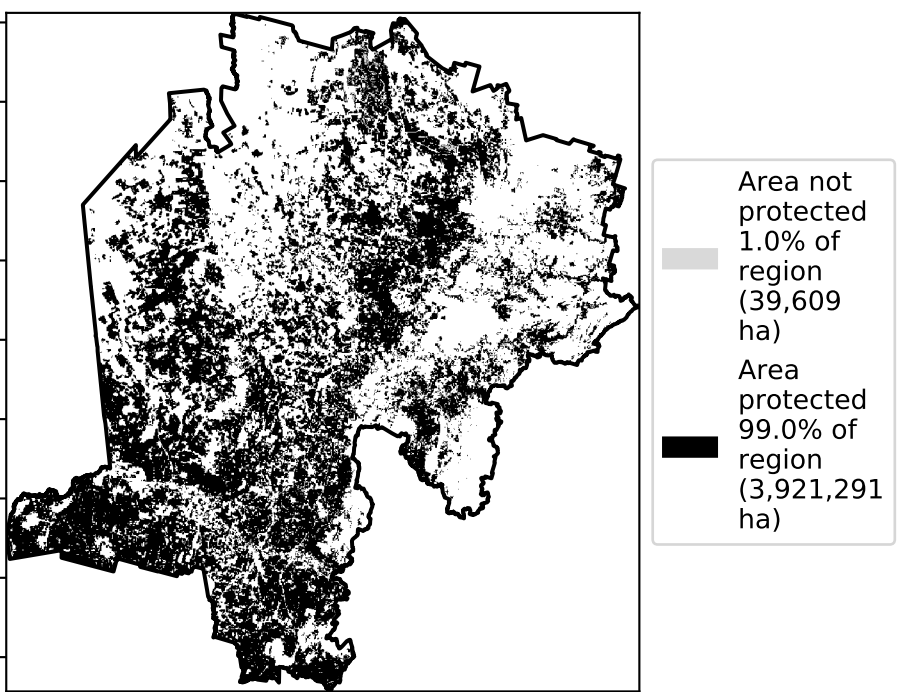 Area not
protected
1.0% of
region
(39,609
ha)
Area
protected
99.0% of
region
(3,921,291
ha)